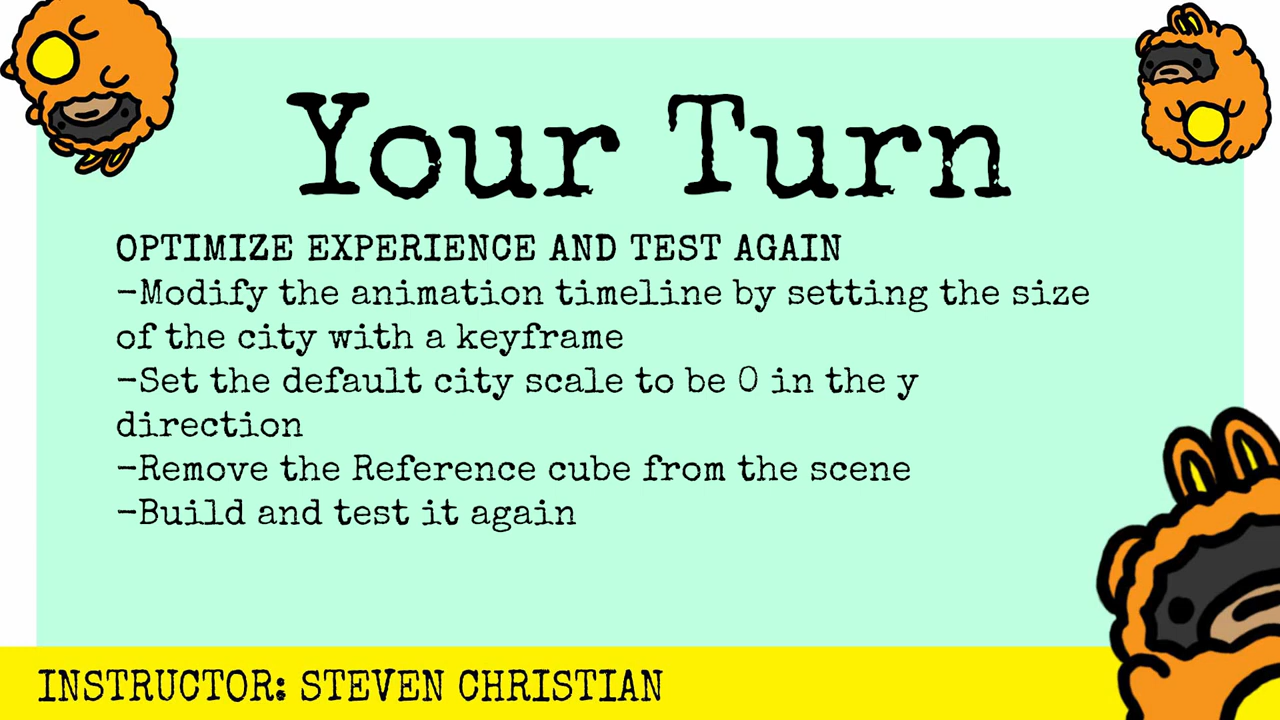 Your Turn
OPTIMIZE EXPERIENCE AND TEST AGAIN
-Modify the animation timeline by setting the size
of the city with a keyframe
-Set the default city scale to be 0 in the y
direction
-Remove the Reference cube from the scene
-Build and test it again
INSTRUCTOR: STEVEN CHRISTIAN